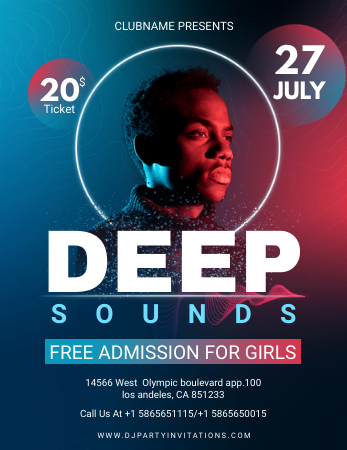 CLUBNAME PRESENTS
27
JULY
20$
Ticket
DEEP
SOUNDS
FREE ADMISSION FOR GIRLS
14566 West Olympic boulevard app.100
los anedeles, CA 851233
Call Us At +1 5865651115/+1 5865650015
WWW.DJPARTYINVITATIONS.COM